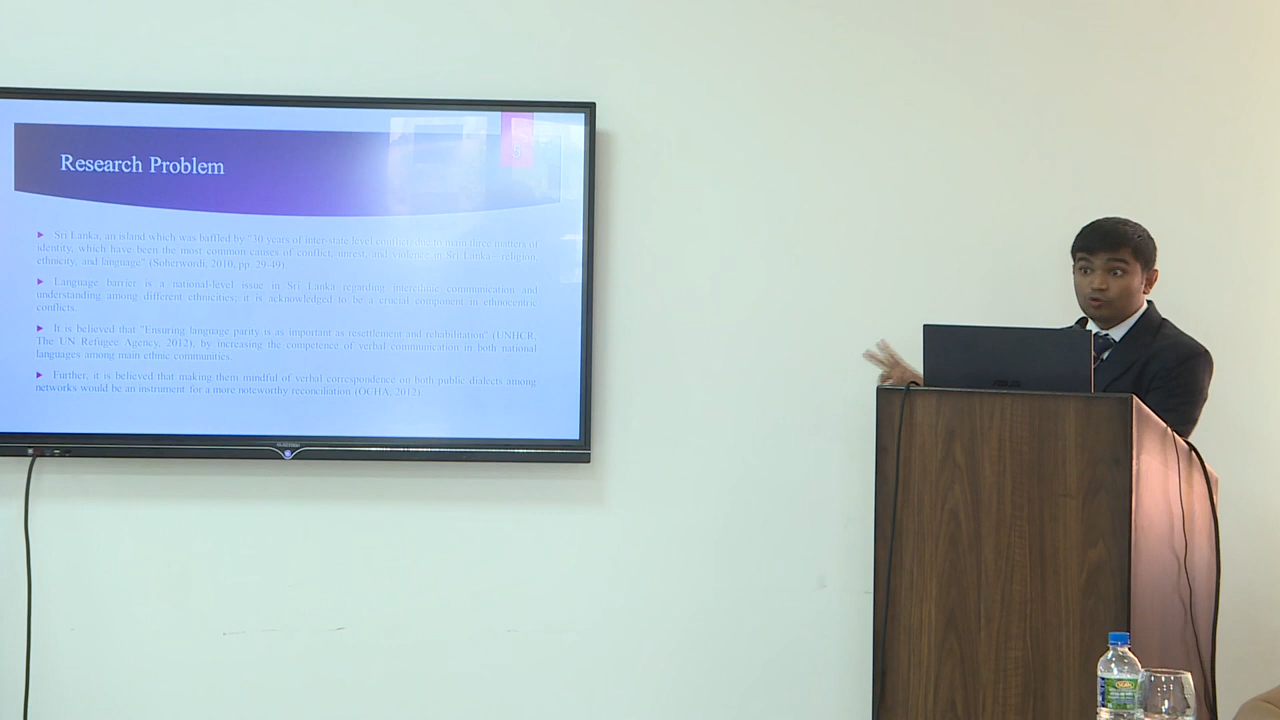 5
Research Problem
Sri Lanka, an island which was baffled by "30 years of inter-state level conflict due to main three matters of
identity, which have been the most common causes of conflict, unrest, and violence in Sri Lanka—religion,
ethnicity, and language" (Soherwordi, 2010, pp. 29-49)
Language barrier is a national-level issue in Sri Lanka regarding interethnic communication and
understanding among different ethnicities; it is acknowledged to be a crucial component in ethnocentric
conflicts.
It is believed that "Ensuring language parity is as important as resettlement and rehabilitation" (UNHCR,
The UN Refugee Agency, 2012), by increasing the competence of verbal communication in both national
languages among main ethnic communities.
Further, it is believed that making them mindful of verbal correspondence on both public dialects among
networks would be an instrument for a more noteworthy reconciliation (OCHA, 2012)
ASUS